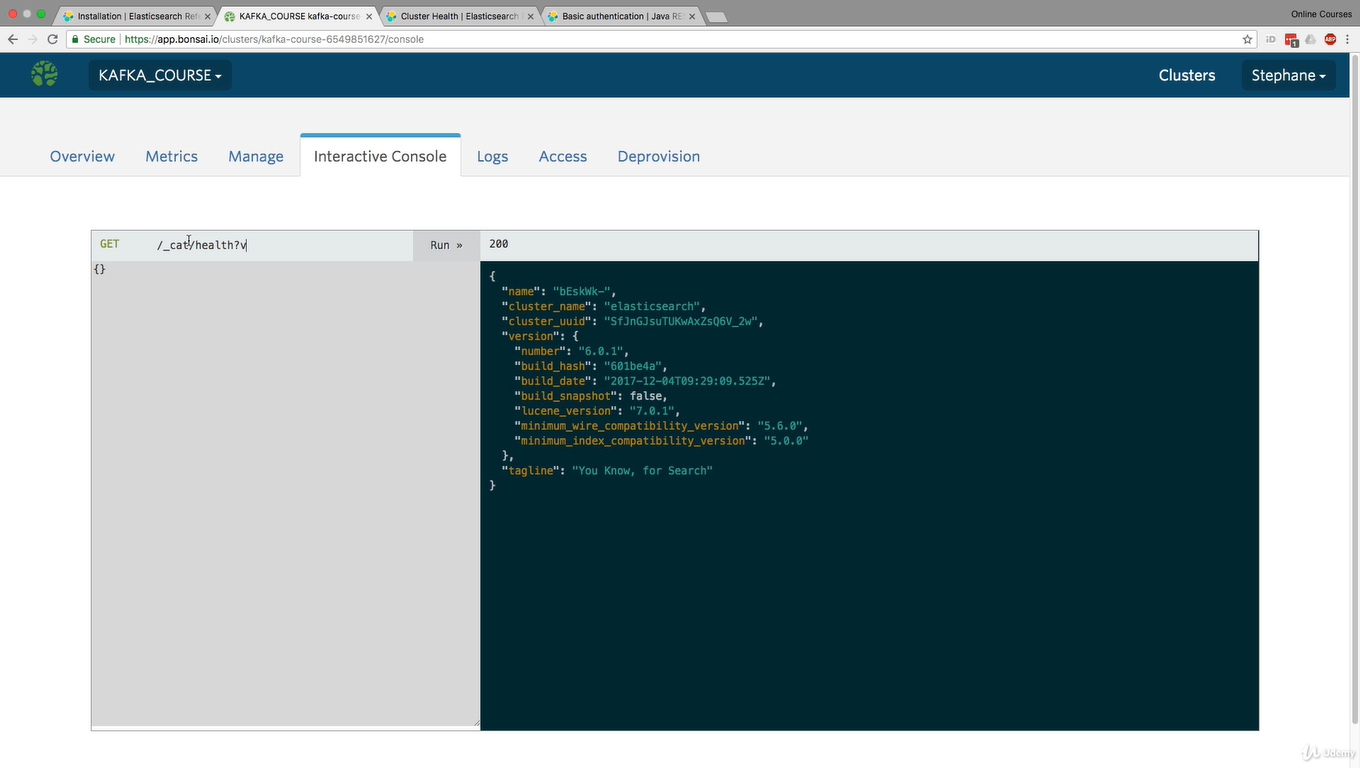 Installation | Elasticsearch Refe
KAFKA_COURSE kafka-course-
Cluster Health | Elasticsearch
Basic authentication | Java RE
Online Courses
Secure | https://app.bonsai.io/clusters/kafka-course-6549851627/console
iD 1 ABP
KAFKA_COURSE
Clusters
Stephane
Overview
Metrics
Manage
Interactive Console
Logs
Access
Deprovision
GET /_cat/health?v
Run »
200
{}
{
"name": "bEskWk-",
"cluster_name": "elasticsearch",
"cluster_uuid": "SfJnGJsuTUKwAxZsQ6V_2w",
"version": {
"number": "6.0.1",
"build_hash": "601be4a",
"build_date": "2017-12-04T09:29:09.525Z",
"build_snapshot": false,
"lucene_version": "7.0.1",
"minimum_wire_compatibility_version": "5.6.0",
"minimum_index_compatibility_version": "5.0.0"
},
"tagline": "You Know, for Search"
}
Udemy